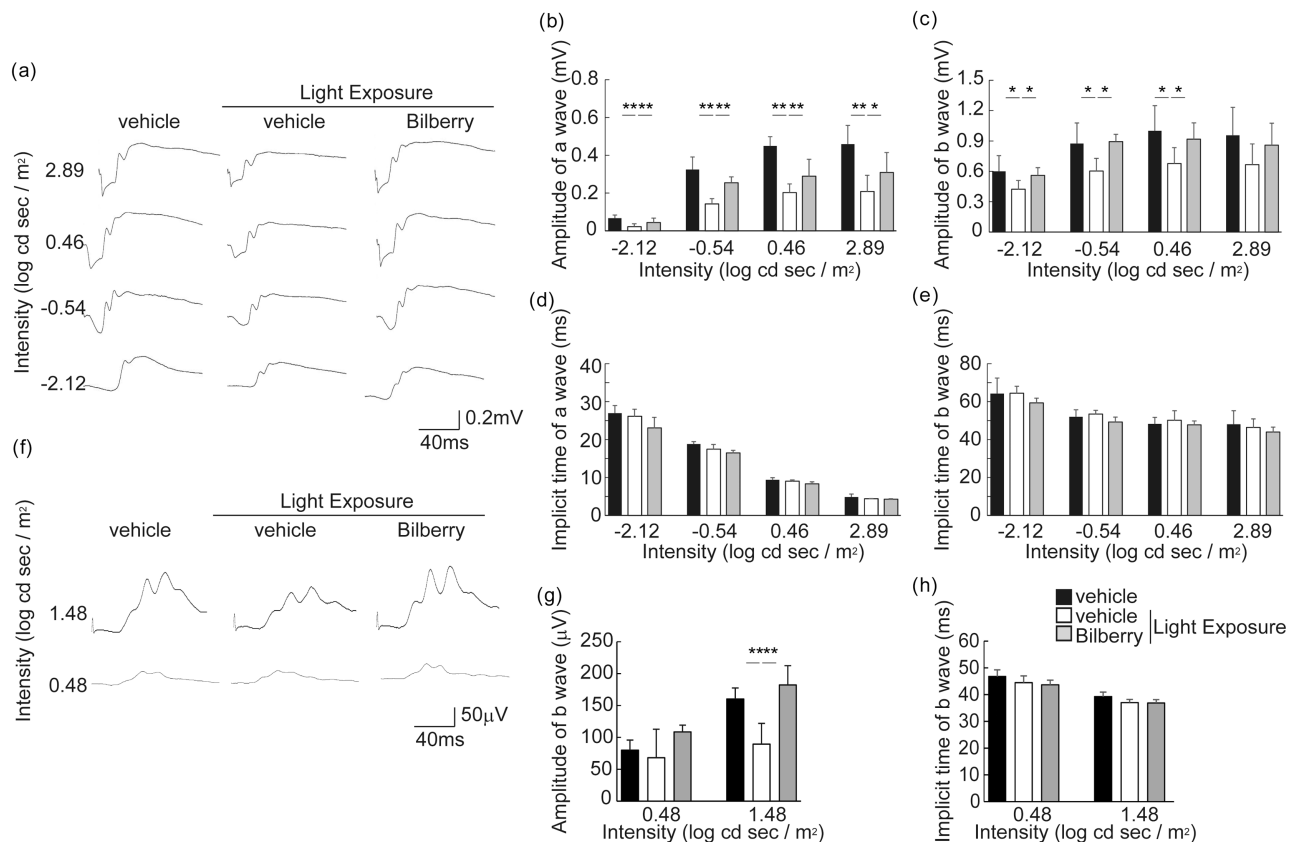 (a)
Light Exposure
vehicle vehicle Bilberry
Intensity (log cd sec / m²)
2.89
0.46
-0.54
-2.12
0.2mV
40ms
(b)
Amplitude of a wave (mV)
0.8
0.6
0.4
0.2
0
** ** ** ** ** ** ** *
-2.12 -0.54 0.46 2.89
Intensity (log cd sec / m²)
(c)
Amplitude of b wave (mV)
1.5
1.2
0.9
0.6
0.3
0
* * * * * *
-2.12 -0.54 0.46 2.89
Intensity (log cd sec / m²)
(d)
Implicit time of a wave (ms)
40
30
20
10
0
-2.12 -0.54 0.46 2.89
Intensity (log cd sec / m²)
(e)
Implicit time of b wave (ms)
80
60
40
20
0
-2.12 -0.54 0.46 2.89
Intensity (log cd sec / m²)
(f)
Light Exposure
vehicle vehicle Bilberry
Intensity (log cd sec / m²)
1.48
0.48
50μV
40ms
(g)
Amplitude of b wave (μV)
250
200
150
100
50
0
** **
0.48 1.48
Intensity (log cd sec / m²)
(h)
vehicle
vehicle
Bilberry
Light Exposure
Implicit time of b wave (ms)
60
50
40
30
20
10
0
0.48 1.48
Intensity (log cd sec / m²)